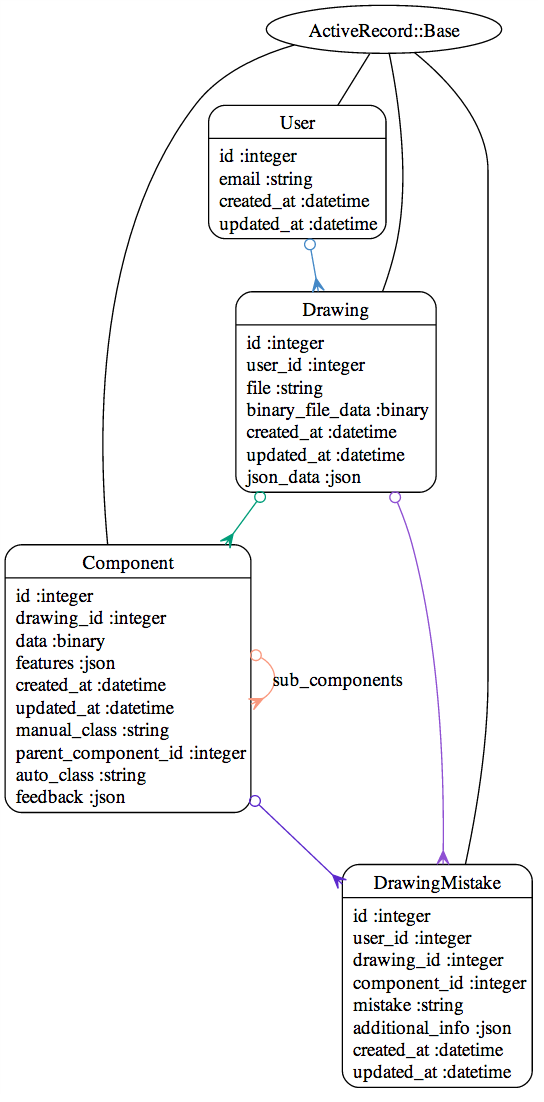 ActiveRecord::Base
User
id :integer
email :string
created_at :datetime
updated_at :datetime
Drawing
id :integer
user_id :integer
file :string
binary_file_data :binary
created_at :datetime
updated_at :datetime
json_data :json
Component
id :integer
drawing_id :integer
data :binary
features :json
created_at :datetime
updated_at :datetime
manual_class :string
parent_component_id :integer
auto_class :string
feedback :json
sub_components
DrawingMistake
id :integer
user_id :integer
drawing_id :integer
component_id :integer
mistake :string
additional_info :json
created_at :datetime
updated_at :datetime